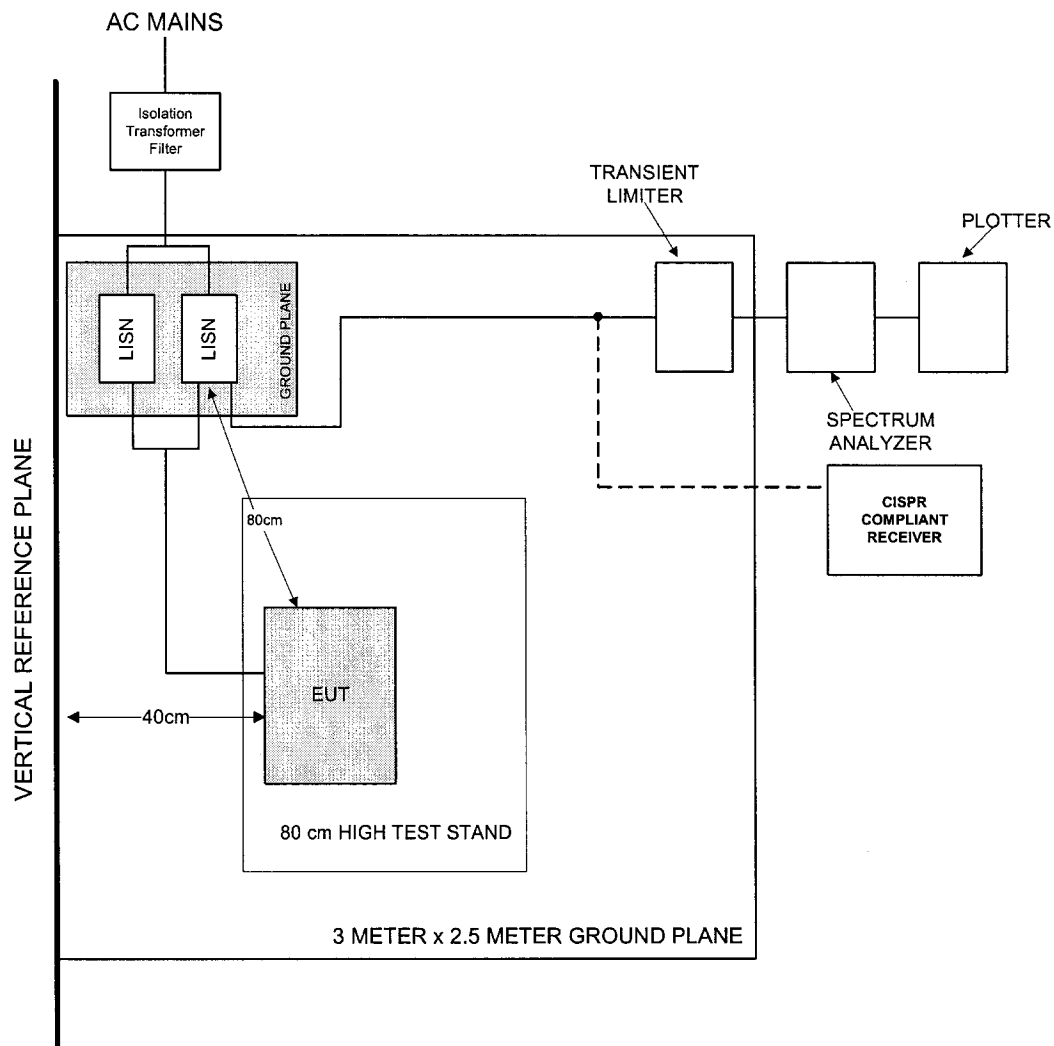 AC MAINS
Isolation
Transformer
Filter
TRANSIENT
LIMITER
PLOTTER
LISN
LISN
GROUND PLANE
SPECTRUM
ANALYZER
CISPR
COMPLIANT
RECEIVER
80cm
VERTICAL REFERENCE PLANE
EUT
40cm
80 cm HIGH TEST STAND
3 METER x 2.5 METER GROUND PLANE